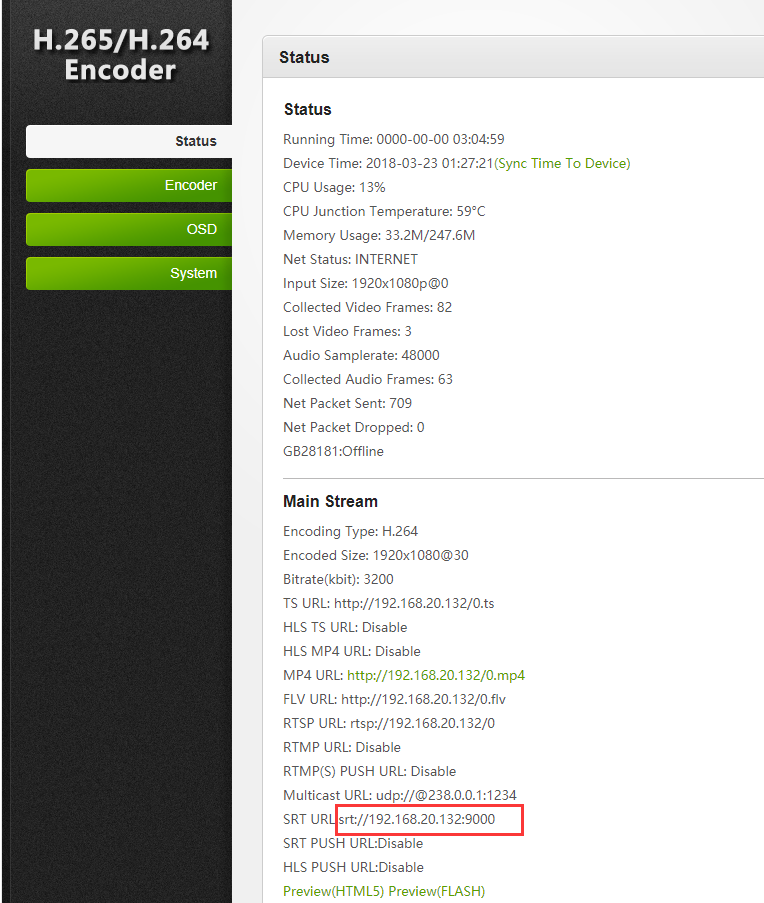 H.265/H.264
Encoder
Status
Encoder
OSD
System
Status
Status
Running Time: 0000-00-00 03:04:59
Device Time: 2018-03-23 01:27:21(Sync Time To Device)
CPU Usage: 13%
CPU Junction Temperature: 59°C
Memory Usage: 33.2M/247.6M
Net Status: INTERNET
Input Size: 1920x1080p@0
Collected Video Frames: 82
Lost Video Frames: 3
Audio Samplerate: 48000
Collected Audio Frames: 63
Net Packet Sent: 709
Net Packet Dropped: 0
GB28181:Offline
Main Stream
Encoding Type: H.264
Encoded Size: 1920x1080@30
Bitrate(kbit): 3200
TS URL: http://192.168.20.132/0.ts
HLS TS URL: Disable
HLS MP4 URL: Disable
MP4 URL: http://192.168.20.132/0.mp4
FLV URL: http://192.168.20.132/0.flv
RTSP URL: rtsp://192.168.20.132/0
RTMP URL: Disable
RTMP(S) PUSH URL: Disable
Multicast URL: udp://@238.0.0.1:1234
SRT URL srt://192.168.20.132:9000
SRT PUSH URL:Disable
HLS PUSH URL:Disable
Preview(HTML5) Preview(FLASH)